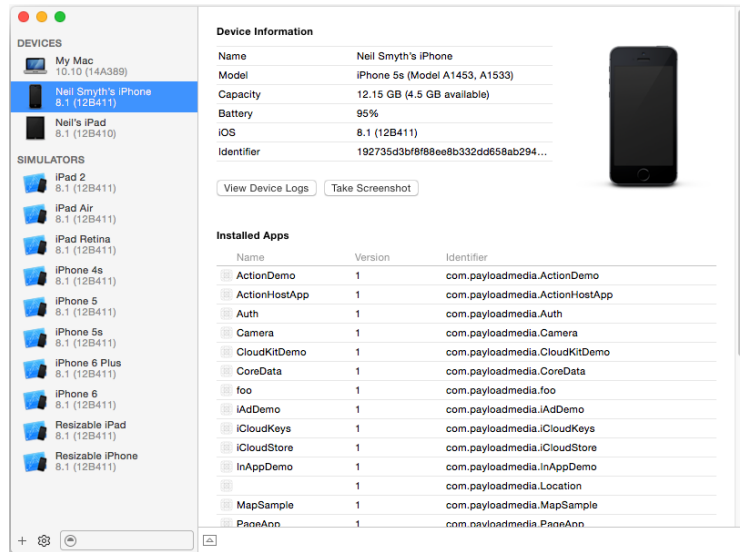 DEVICES
My Mac
10.10 (14A389)
Neil Smyth's iPhone
8.1 (12B411)
Neil's iPad
8.1 (12B410)
SIMULATORS
iPad 2
8.1 (12B411)
iPad Air
8.1 (12B411)
iPad Retina
8.1 (12B411)
iPhone 4s
8.1 (12B411)
iPhone 5
8.1 (12B411)
iPhone 5s
8.1 (12B411)
iPhone 6 Plus
8.1 (12B411)
iPhone 6
8.1 (12B411)
Resizable iPad
8.1 (12B411)
Resizable iPhone
8.1 (12B411)
Device Information
Name Neil Smyth's iPhone
Model iPhone 5s (Model A1453, A1533)
Capacity 12.15 GB (4.5 GB available)
Battery 95%
iOS 8.1 (12B411)
Identifier 192735d3bf8f88ee8b332dd658ab294...
View Device Logs Take Screenshot
Installed Apps
Name Version Identifier
ActionDemo 1 com.payloadmedia.ActionDemo
ActionHostApp 1 com.payloadmedia.ActionHostApp
Auth 1 com.payloadmedia.Auth
Camera 1 com.payloadmedia.Camera
CloudKitDemo 1 com.payloadmedia.CloudKitDemo
CoreData 1 com.payloadmedia.CoreData
foo 1 com.payloadmedia.foo
iAdDemo 1 com.payloadmedia.iAdDemo
iCloudKeys 1 com.payloadmedia.iCloudKeys
iCloudStore 1 com.payloadmedia.iCloudStore
InAppDemo 1 com.payloadmedia.InAppDemo
1 com.payloadmedia.Location
MapSample 1 com.payloadmedia.MapSample
PageApp 1 com.payloadmedia.PageApp